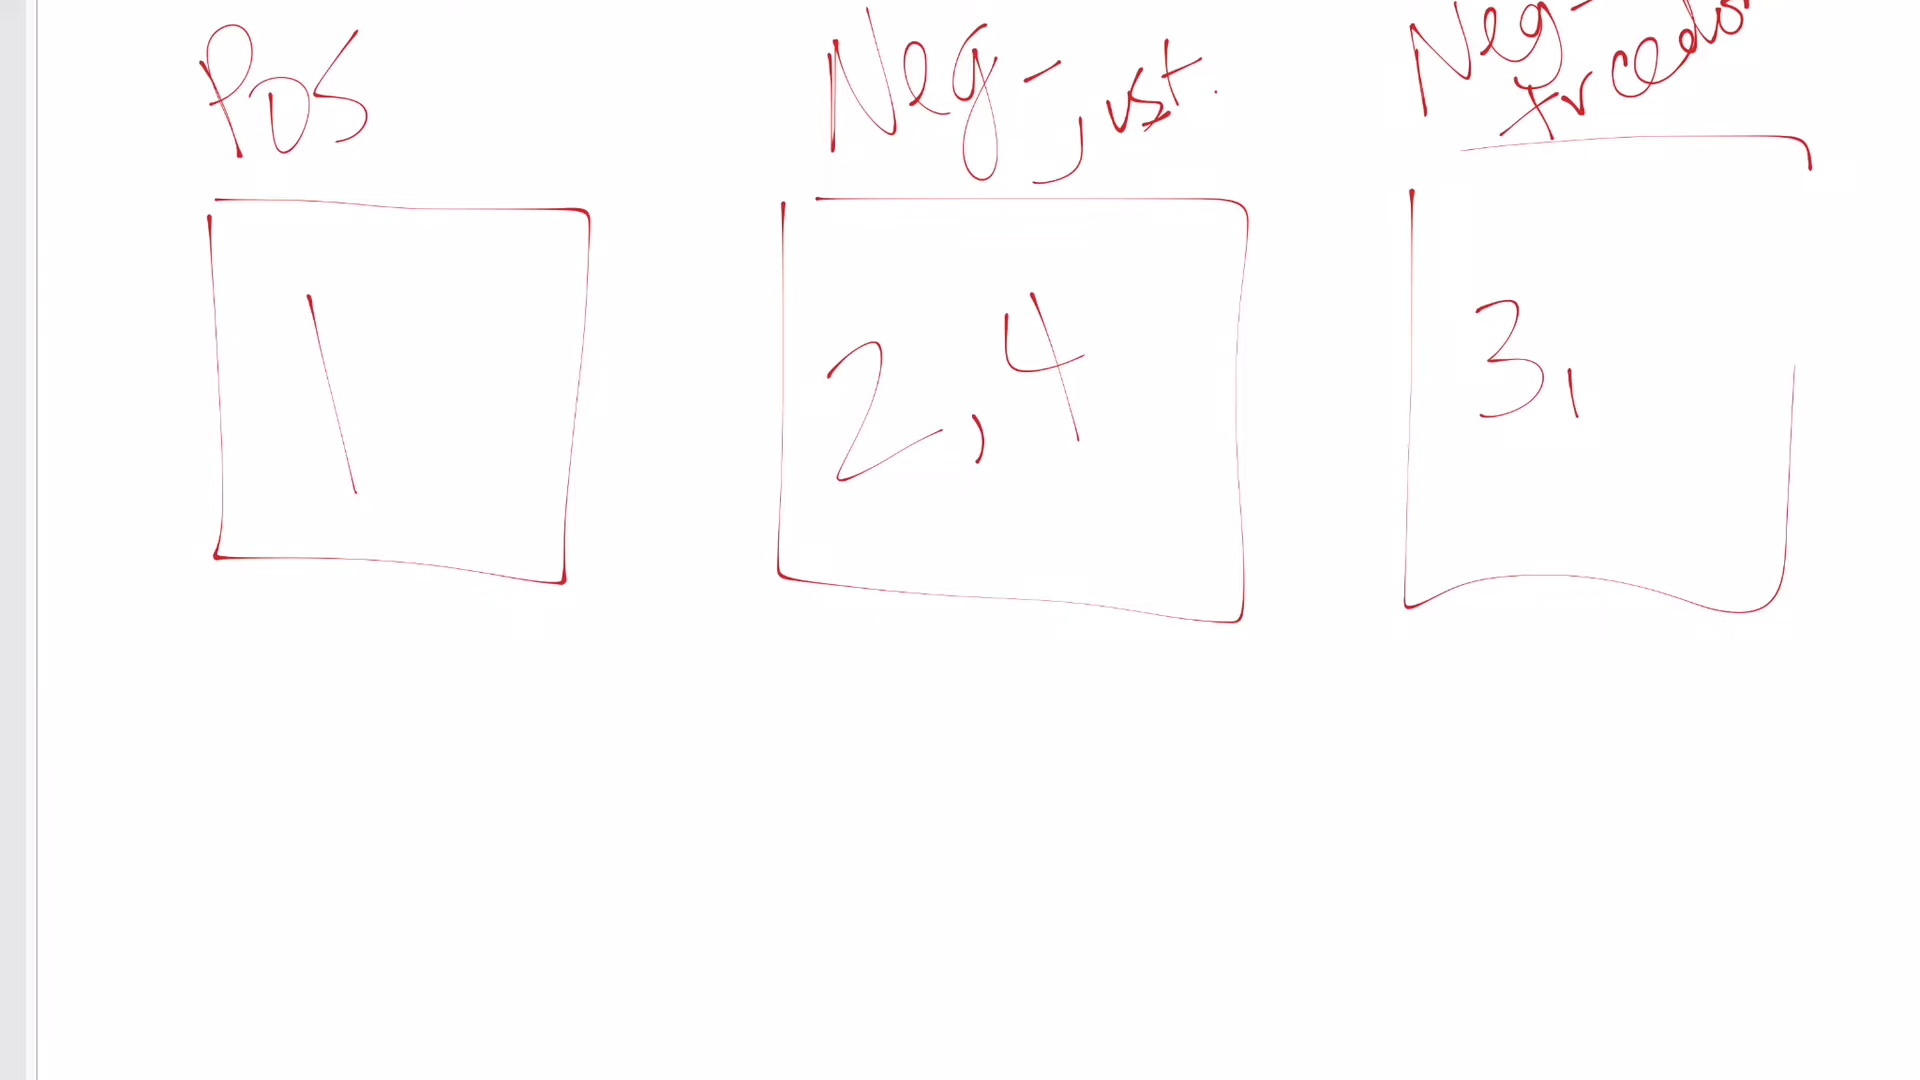 Pos
Neg - just.
Neg -
freedo
1
2, 4
3,